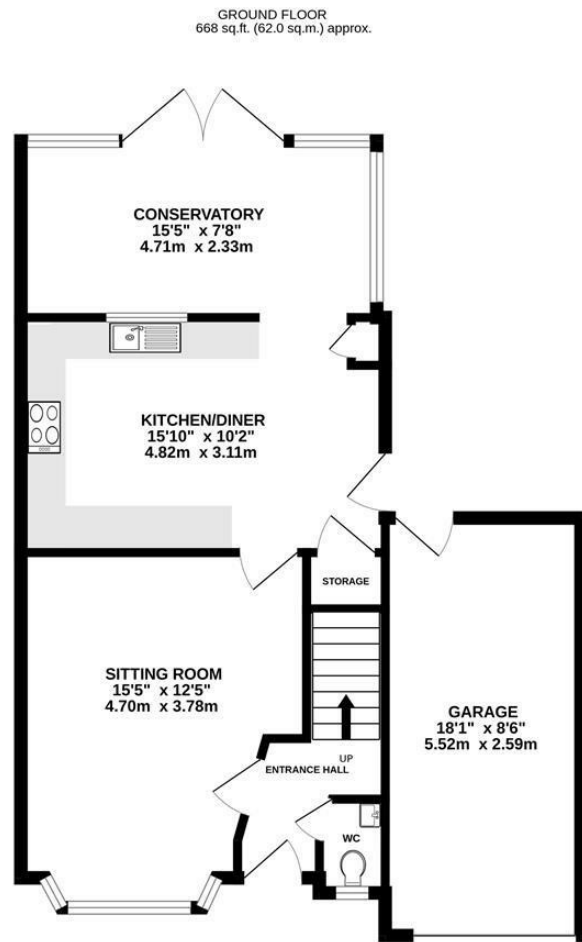 GROUND FLOOR
668 sq.ft. (62.0 sq.m.) approx.
CONSERVATORY
15'5" x 7'8"
4.71m x 2.33m
KITCHEN/DINER
15'10" x 10'2"
4.82m x 3.11m
STORAGE
SITTING ROOM
15'5" x 12'5"
4.70m x 3.78m
GARAGE
18'1" x 8'6"
5.52m x 2.59m
UP
ENTRANCE HALL
WC